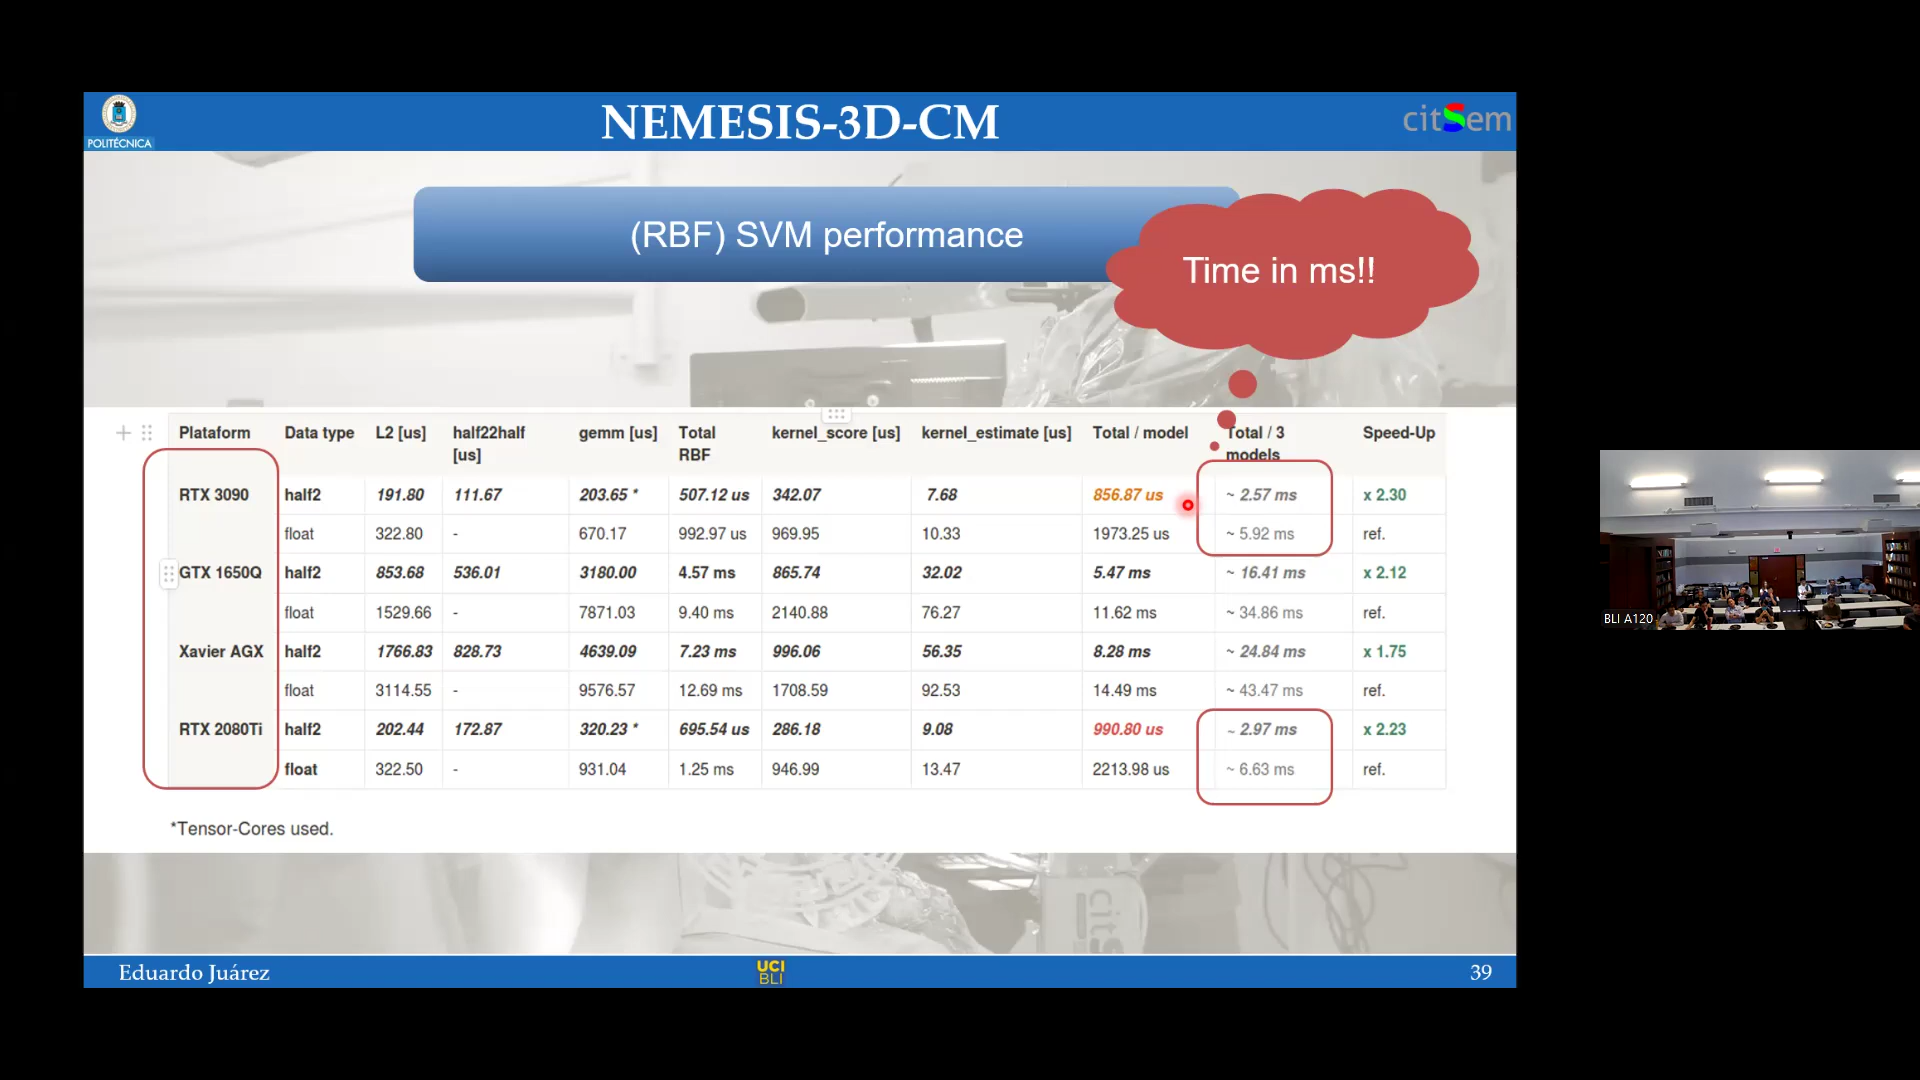 NEMESIS-3D-CM
POLITÉCNICA
citSem
(RBF) SVM performance
Time in ms!!
Plataform Data type L2 [us] half22half [us] gemm [us] Total RBF kernel_score [us] kernel_estimate [us] Total / model Total / 3 models Speed-Up
RTX 3090 half2 191.80 111.67 203.65 * 507.12 us 342.07 7.68 856.87 us ~ 2.57 ms x 2.30
float 322.80 - 670.17 992.97 us 969.95 10.33 1973.25 us ~ 5.92 ms ref.
GTX 1650Q half2 853.68 536.01 3180.00 4.57 ms 865.74 32.02 5.47 ms ~ 16.41 ms x 2.12
float 1529.66 - 7871.03 9.40 ms 2140.88 76.27 11.62 ms ~ 34.86 ms ref.
Xavier AGX half2 1766.83 828.73 4639.09 7.23 ms 996.06 56.35 8.28 ms ~ 24.84 ms x 1.75
float 3114.55 - 9576.57 12.69 ms 1708.59 92.53 14.49 ms ~ 43.47 ms ref.
RTX 2080Ti half2 202.44 172.87 320.23 * 695.54 us 286.18 9.08 990.80 us ~ 2.97 ms x 2.23
float 322.50 - 931.04 1.25 ms 946.99 13.47 2213.98 us ~ 6.63 ms ref.
*Tensor-Cores used.
BLI A120
Eduardo Juárez
UCI
BLI
39